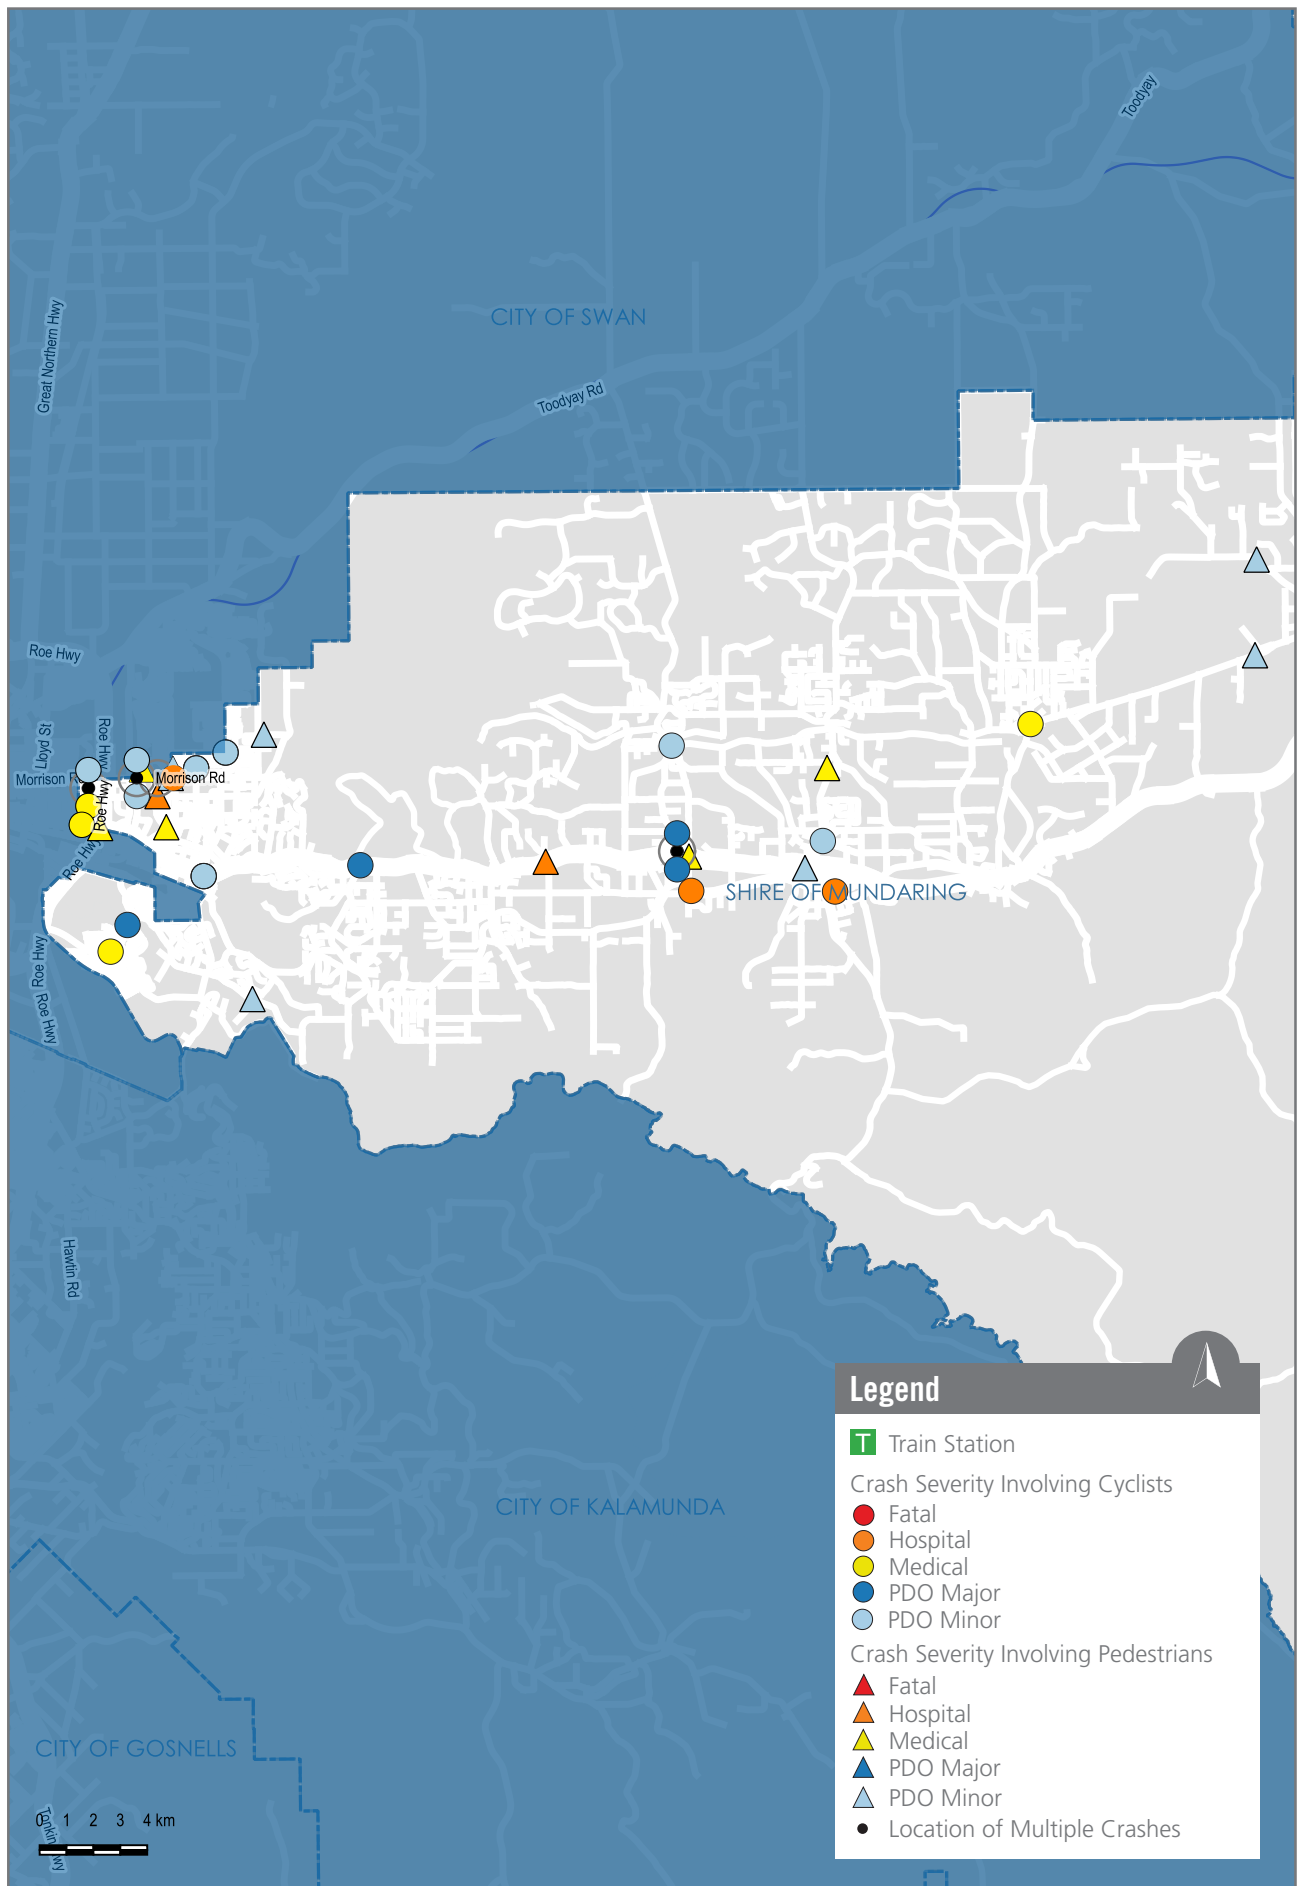 Toodyay
CITY OF SWAN
Great Northern Hwy
Toodyay Rd
Roe Hwy
Lloyd St
Roe Hwy
Morrison Rd
Morrison Rd
Roe Hwy
Roe Hwy
SHIRE OF MUNDARING
Roe Hwy
Roe Hwy
Hawtin Rd
Legend
T Train Station
Crash Severity Involving Cyclists
Fatal
Hospital
Medical
PDO Major
PDO Minor
Crash Severity Involving Pedestrians
Fatal
Hospital
Medical
PDO Major
PDO Minor
Location of Multiple Crashes
CITY OF KALAMUNDA
CITY OF GOSNELLS
0 1 2 3 4 km